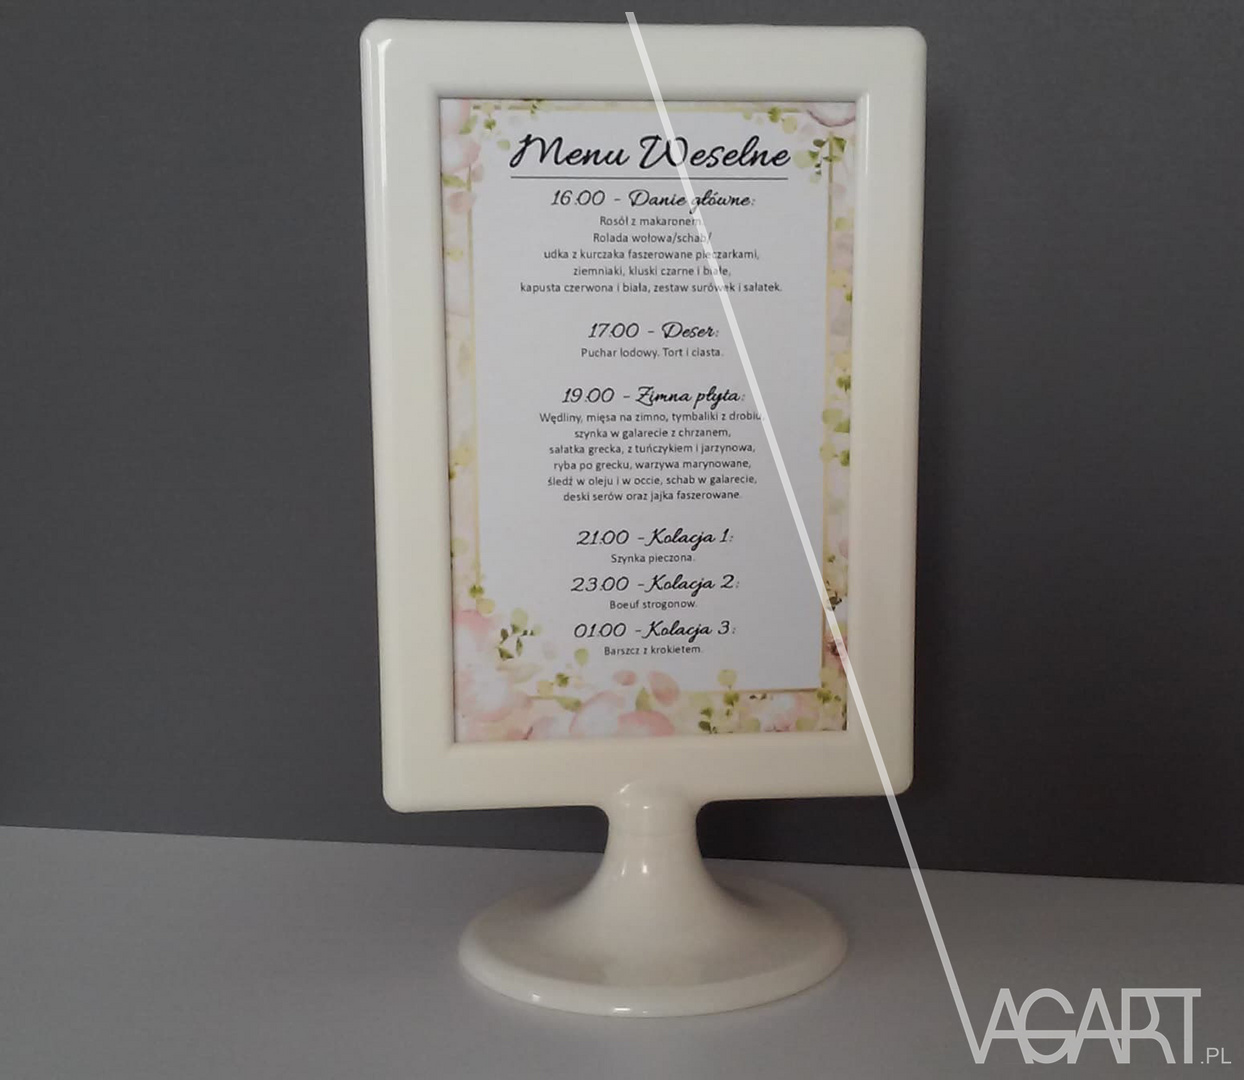 Menu Weselne
16:00 - Danie główne:
Rosół z makaronem.
Rolada wołowa/schab/
udka z kurczaka faszerowane pieczarkami,
ziemniaki, kluski czarne i białe,
kapusta czerwona i biała, zestaw surówek i sałatek.
17:00 - Deser:
Puchar lodowy. Tort i ciasta.
19:00 - Zimna płyta:
Wędliny, mięsa na zimno, tymbaliki z drobiu,
szynka w galarecie z chrzanem,
sałatka grecka, z tuńczykiem i jarzynowa,
ryba po grecku, warzywa marynowane,
śledź w oleju i w occie, schab w galarecie,
deski serów oraz jajka faszerowane.
21:00 - Kolacja 1:
Szynka pieczona.
23:00 - Kolacja 2:
Boeuf strogonow.
01:00 - Kolacja 3:
Barszcz z krokietem.
VAGART.PL